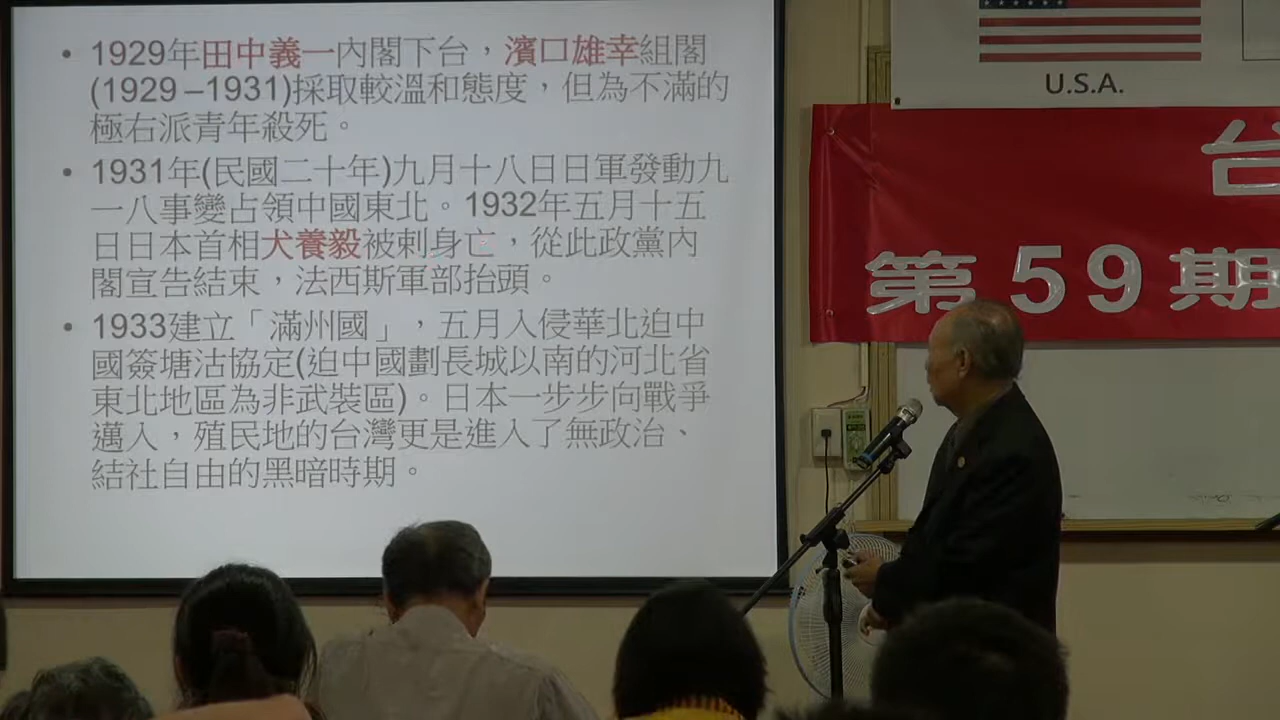 • 1929年田中義一內閣下台，濱口雄幸組閣
(1929 –1931)採取較溫和態度，但為不滿的
極右派青年殺死。
• 1931年(民國二十年)九月十八日日軍發動九
一八事變占領中國東北。1932年五月十五
日日本首相犬養毅被刺身亡，從此政黨內
閣宣告結束，法西斯軍部抬頭。
• 1933建立「滿州國」，五月入侵華北迫中
國簽塘沽協定(迫中國劃長城以南的河北省
東北地區為非武裝區)。日本一步步向戰爭
邁入，殖民地的台灣更是進入了無政治、
結社自由的黑暗時期。
U.S.A.
台
第59期